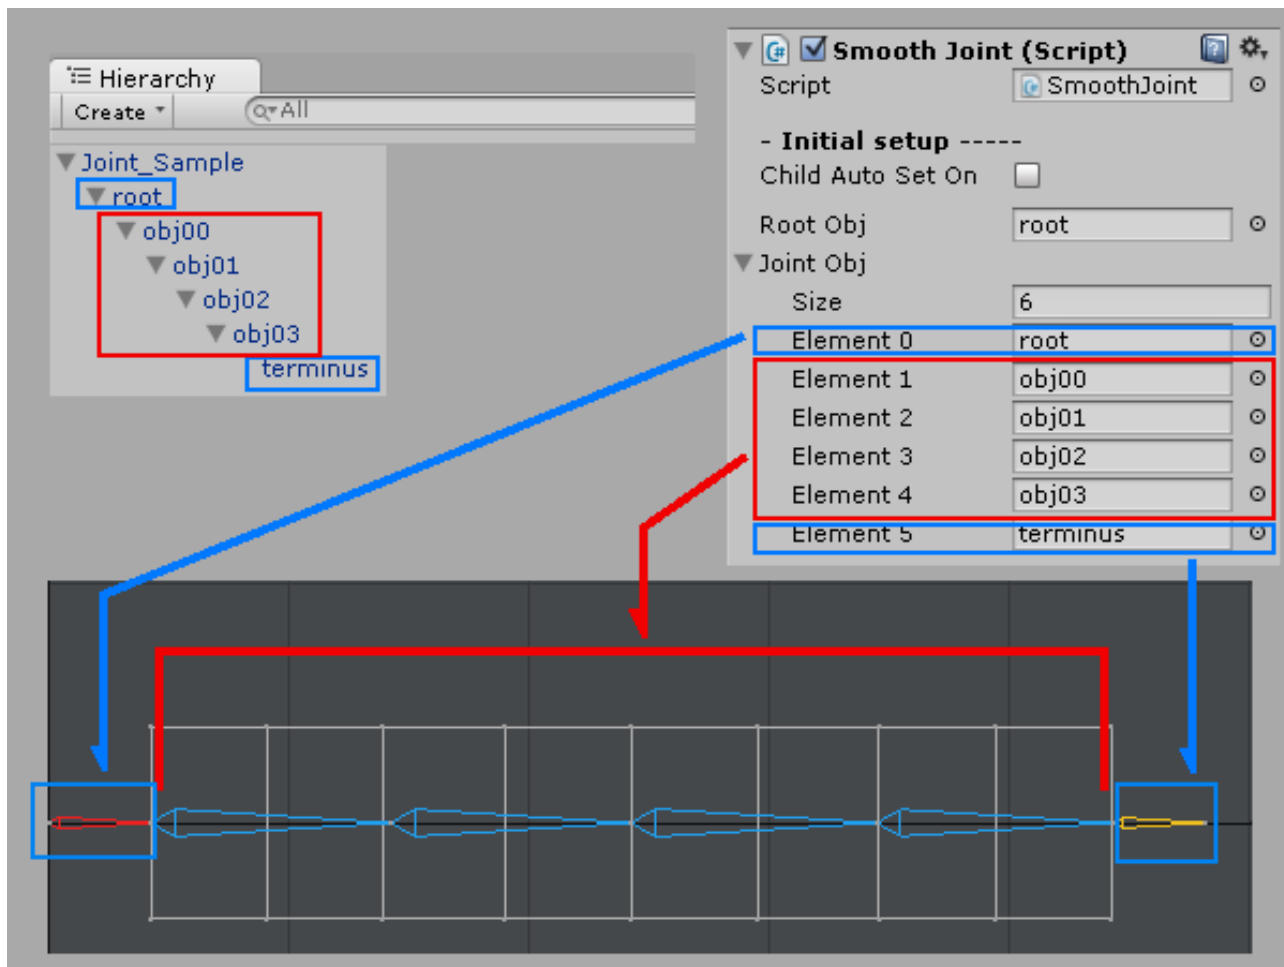 Hierarchy
Create
All
Joint_Sample
root
obj00
obj01
obj02
obj03
terminus
Smooth Joint (Script)
Script SmoothJoint
- Initial setup -----
Child Auto Set On
Root Obj root
Joint Obj
Size 6
Element 0 root
Element 1 obj00
Element 2 obj01
Element 3 obj02
Element 4 obj03
Element 5 terminus